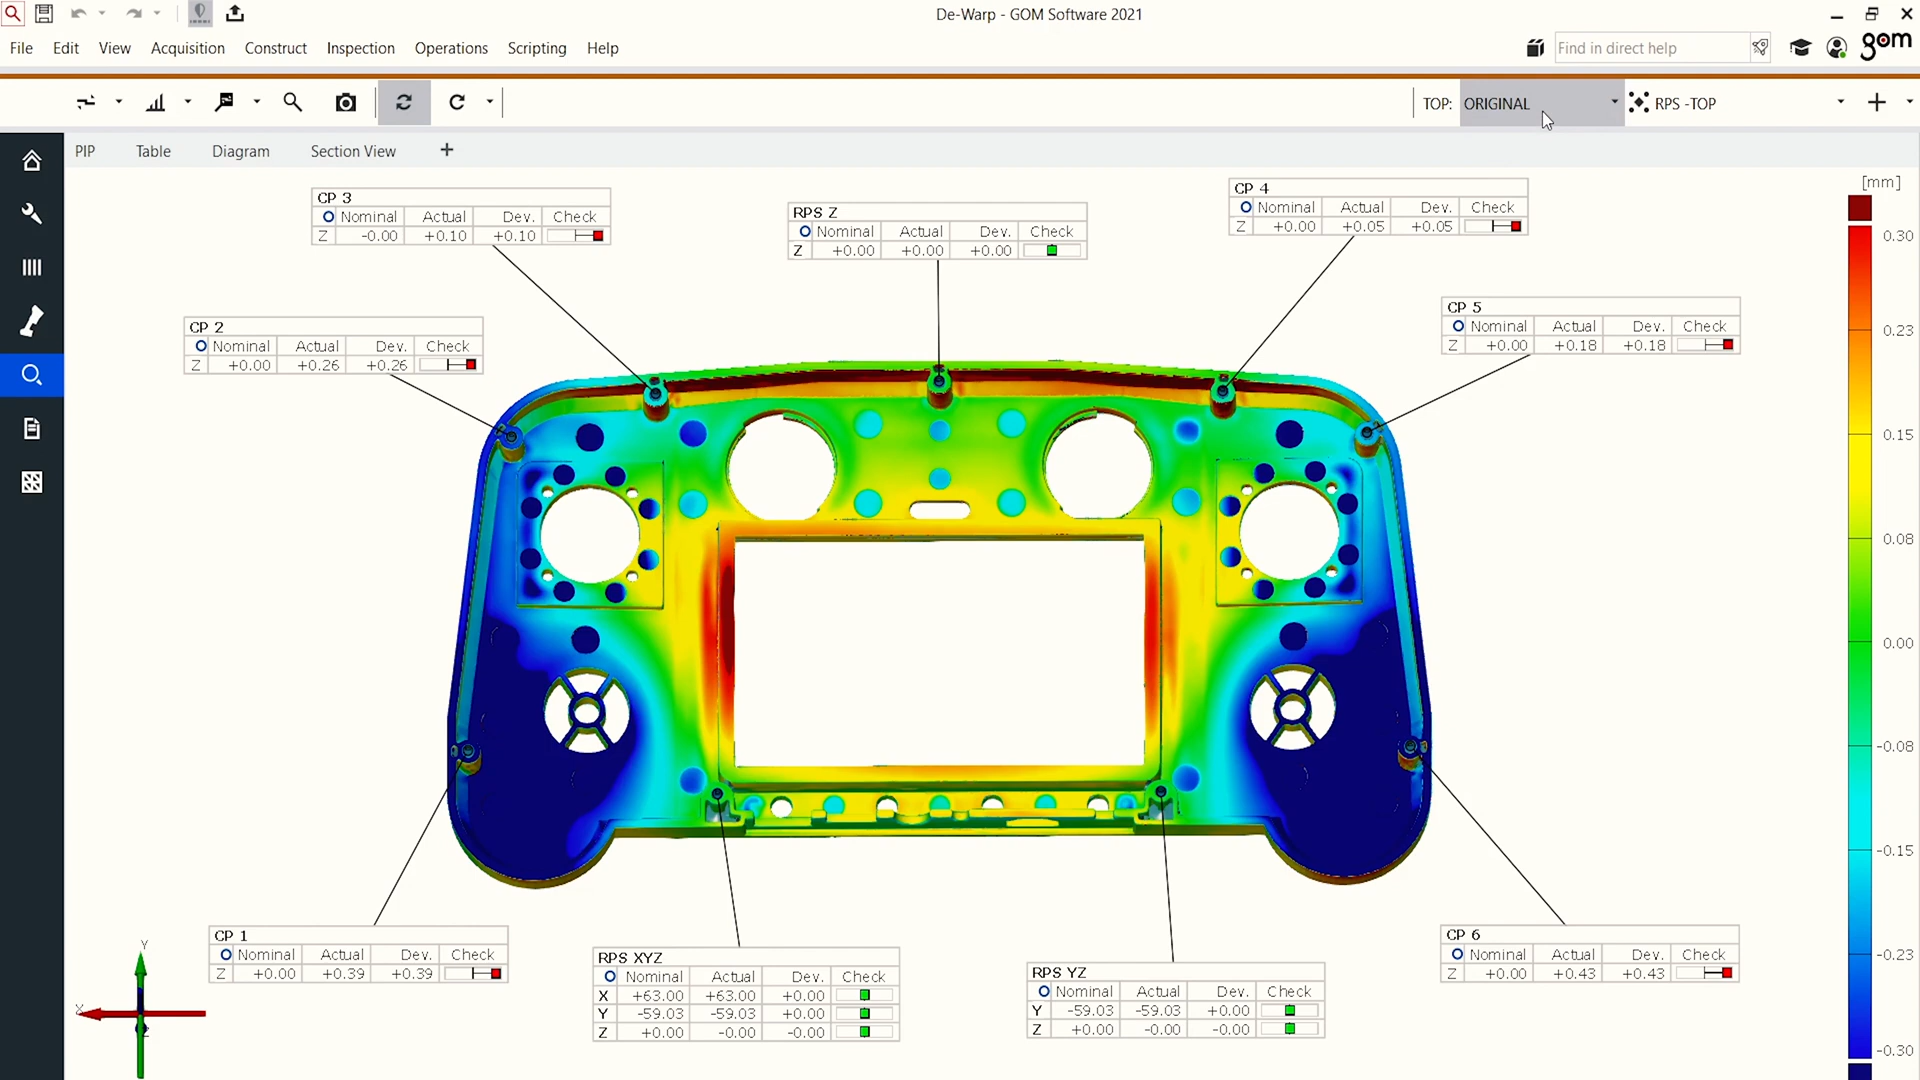 De-Warp - GOM Software 2021
File Edit View Acquisition Construct Inspection Operations Scripting Help
Find in direct help
gom
TOP: ORIGINAL RPS -TOP
PIP Table Diagram Section View
[mm]
CP 3
Nominal Actual Dev. Check
Z -0.00 +0.10 +0.10
RPS Z
Nominal Actual Dev. Check
Z +0.00 +0.00 +0.00
CP 4
Nominal Actual Dev. Check
Z +0.00 +0.05 +0.05
CP 2
Nominal Actual Dev. Check
Z +0.00 +0.26 +0.26
CP 5
Nominal Actual Dev. Check
Z +0.00 +0.18 +0.18
CP 1
Nominal Actual Dev. Check
Z +0.00 +0.39 +0.39
RPS XYZ
Nominal Actual Dev. Check
X +63.00 +63.00 +0.00
Y -59.03 -59.03 +0.00
Z +0.00 -0.00 -0.00
RPS YZ
Nominal Actual Dev. Check
Y -59.03 -59.03 +0.00
Z +0.00 -0.00 -0.00
CP 6
Nominal Actual Dev. Check
Z +0.00 +0.43 +0.43
0.30
0.23
0.15
0.08
0.00
-0.08
-0.15
-0.23
-0.30
Y
X
Z